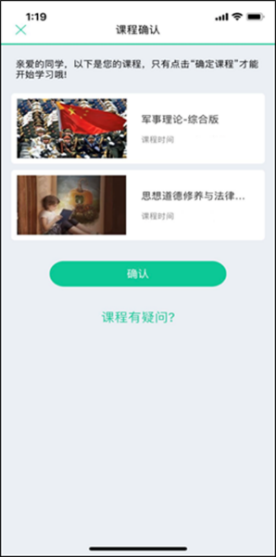 1:19
课程确认
亲爱的同学，以下是您的课程，只有点击“确定课程”才能
开始学习哦!
军事理论-综合版
课程时间
思想道德修养与法律...
课程时间
确认
课程有疑问?